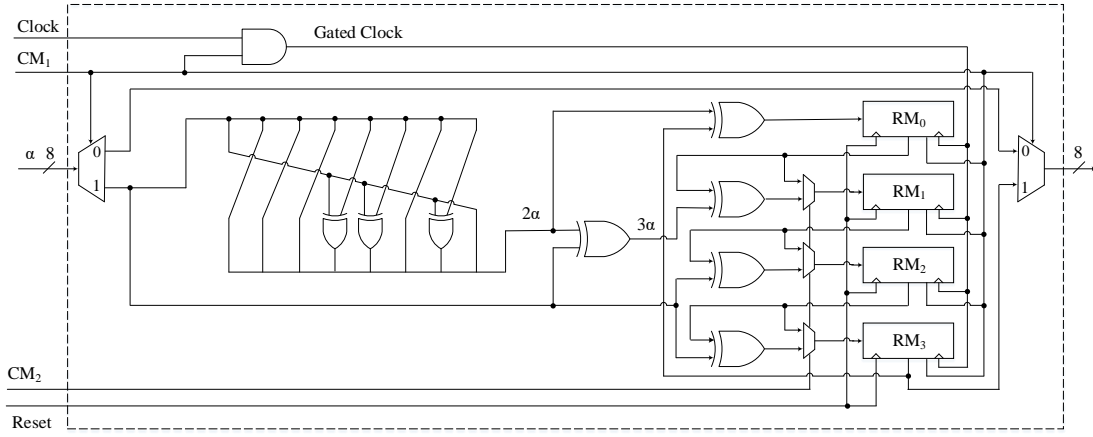 Clock
Gated Clock
CM₁
RM₀
α 8
0
1
0
1
8
RM₁
2α
3α
RM₂
RM₃
CM₂
Reset